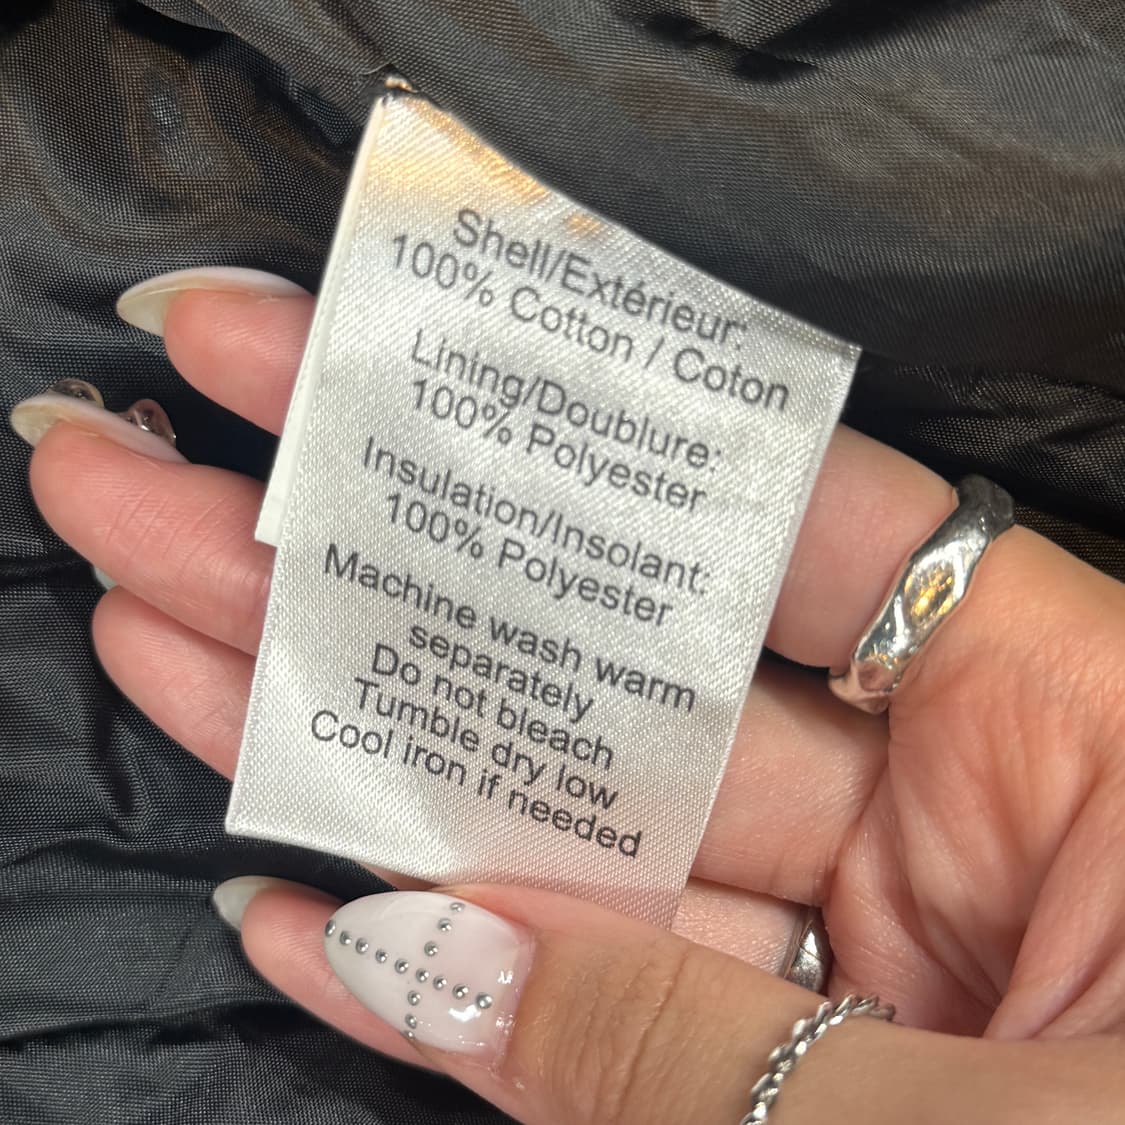 Shell/Extérieur:
100% Cotton / Coton
Lining/Doublure:
100% Polyester
Insulation/Insolant:
100% Polyester
Machine wash warm
separately
Do not bleach
Tumble dry low
Cool iron if needed